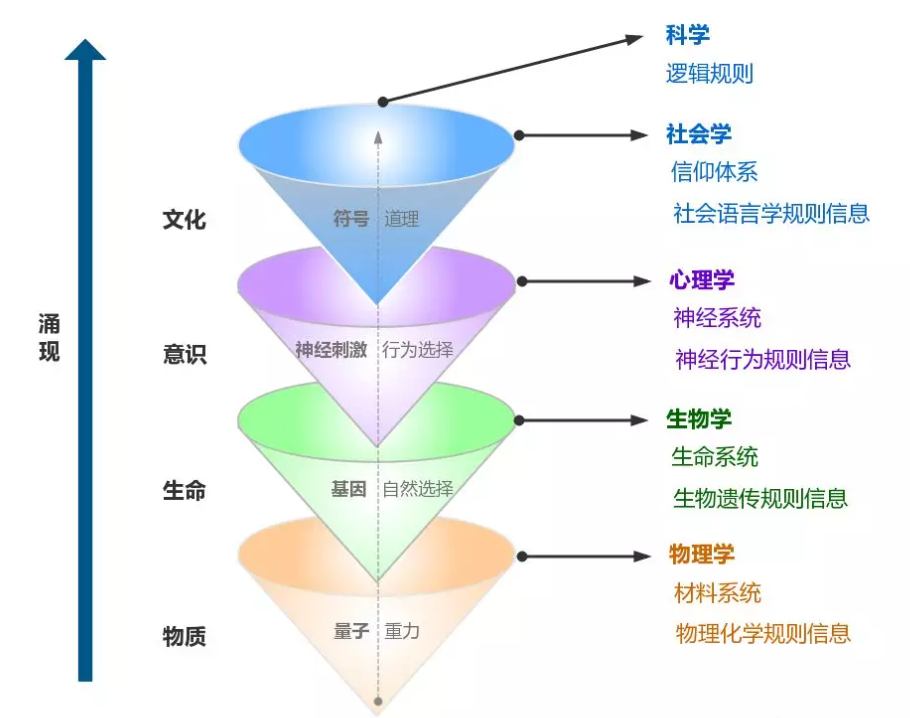 科学
逻辑规则
社会学
信仰体系
社会语言学规则信息
文化
符号 道理
心理学
神经系统
神经行为规则信息
涌现
意识
神经刺激 行为选择
生物学
生命系统
生物遗传规则信息
生命
基因 自然选择
物理学
材料系统
物理化学规则信息
物质
量子 重力